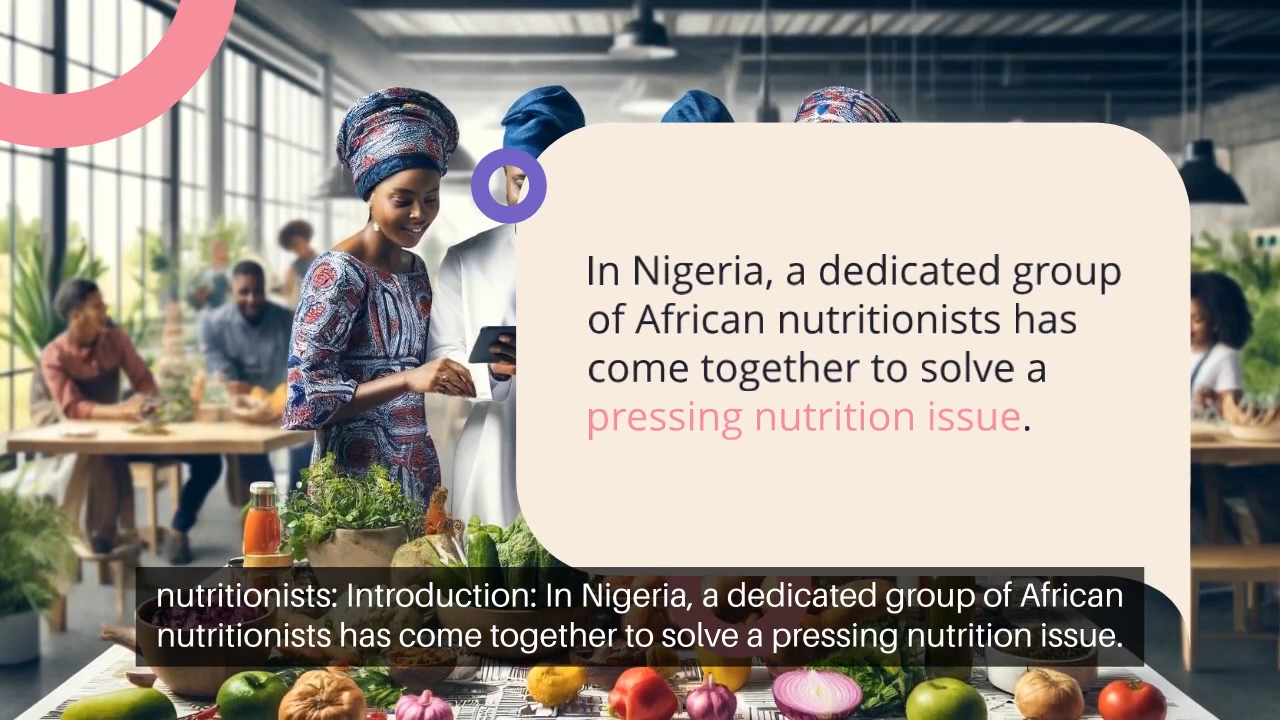 In Nigeria, a dedicated group
of African nutritionists has
come together to solve a
pressing nutrition issue.
nutritionists: Introduction: In Nigeria, a dedicated group of African
nutritionists has come together to solve a pressing nutrition issue.